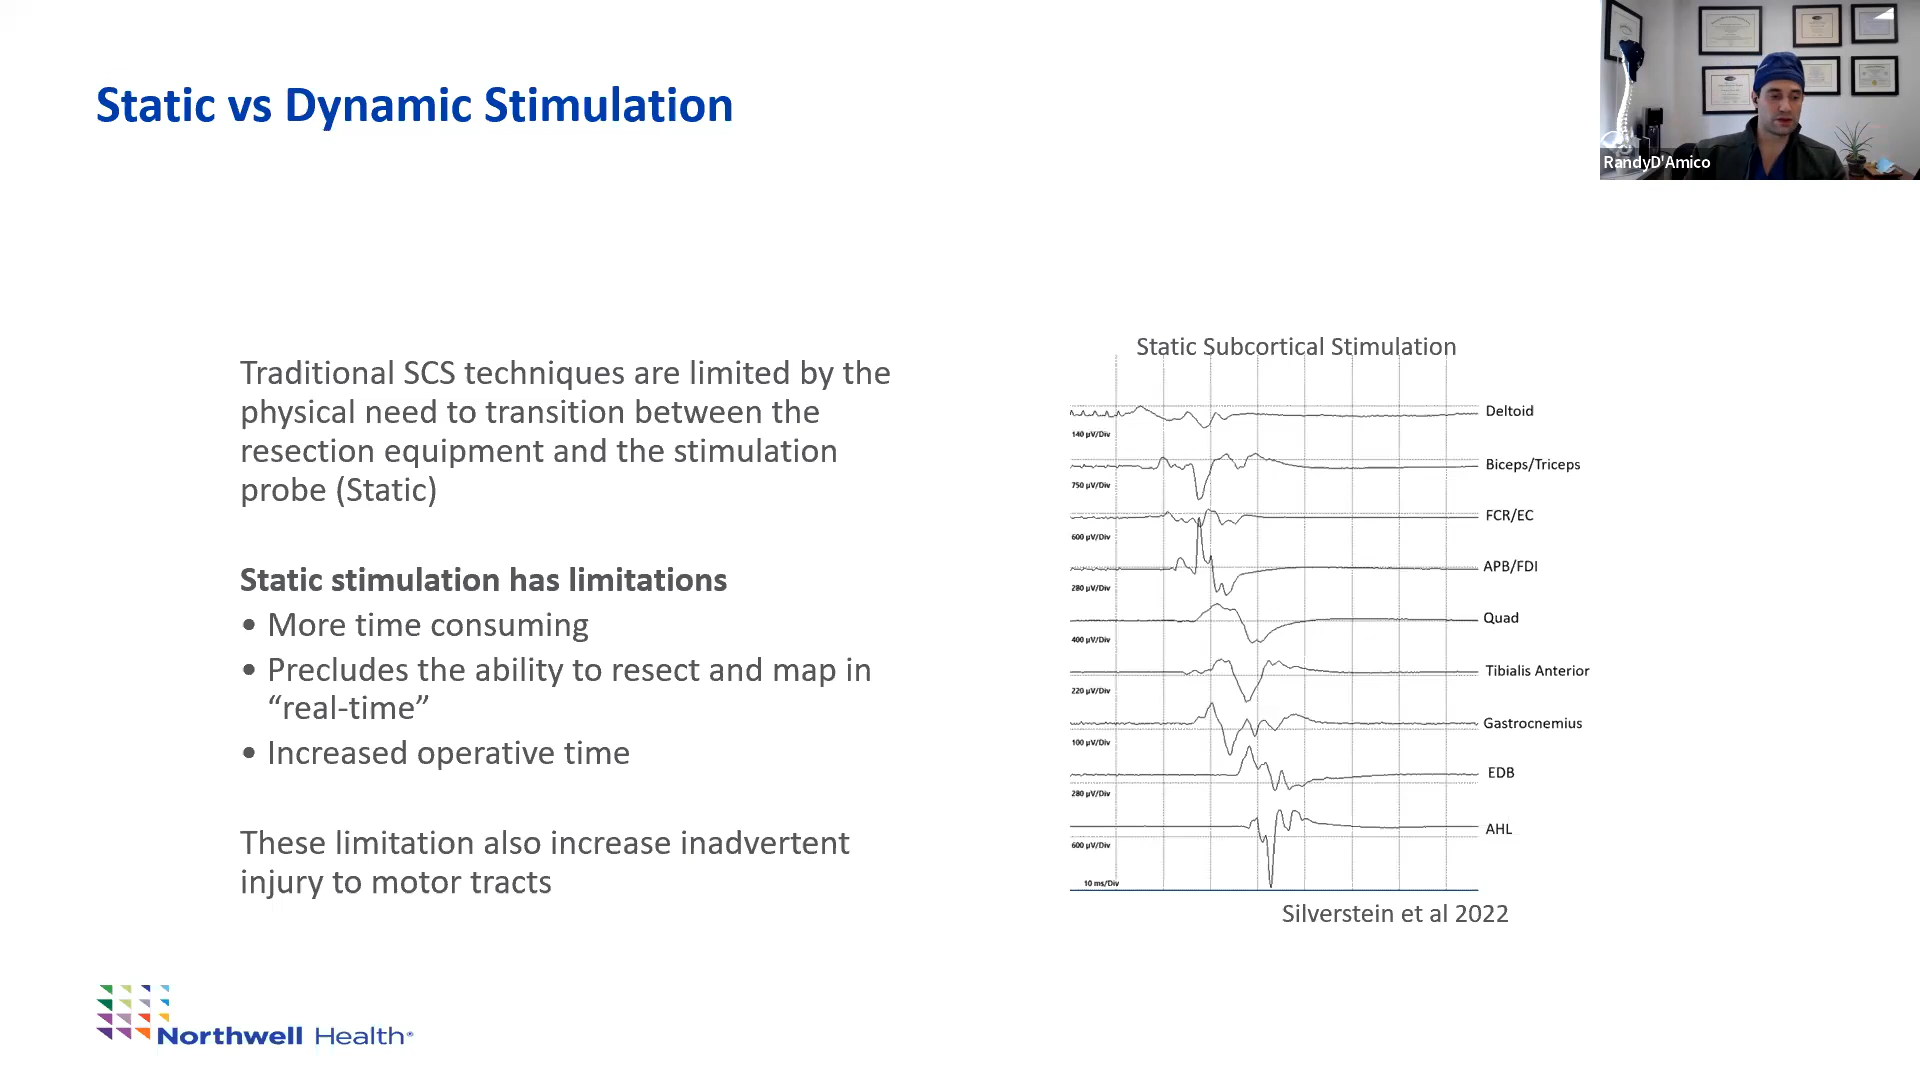 Static vs Dynamic Stimulation
RandyD'Amico
Traditional SCS techniques are limited by the
physical need to transition between the
resection equipment and the stimulation
probe (Static)
Static stimulation has limitations
• More time consuming
• Precludes the ability to resect and map in
“real-time”
• Increased operative time
These limitation also increase inadvertent
injury to motor tracts
Static Subcortical Stimulation
Deltoid
140 µV/Div
Biceps/Triceps
750 µV/Div
FCR/EC
600 µV/Div
APB/FDI
280 µV/Div
Quad
400 µV/Div
Tibialis Anterior
220 µV/Div
Gastrocnemius
100 µV/Div
EDB
280 µV/Div
AHL
600 µV/Div
10 ms/Div
Silverstein et al 2022
Northwell Health®